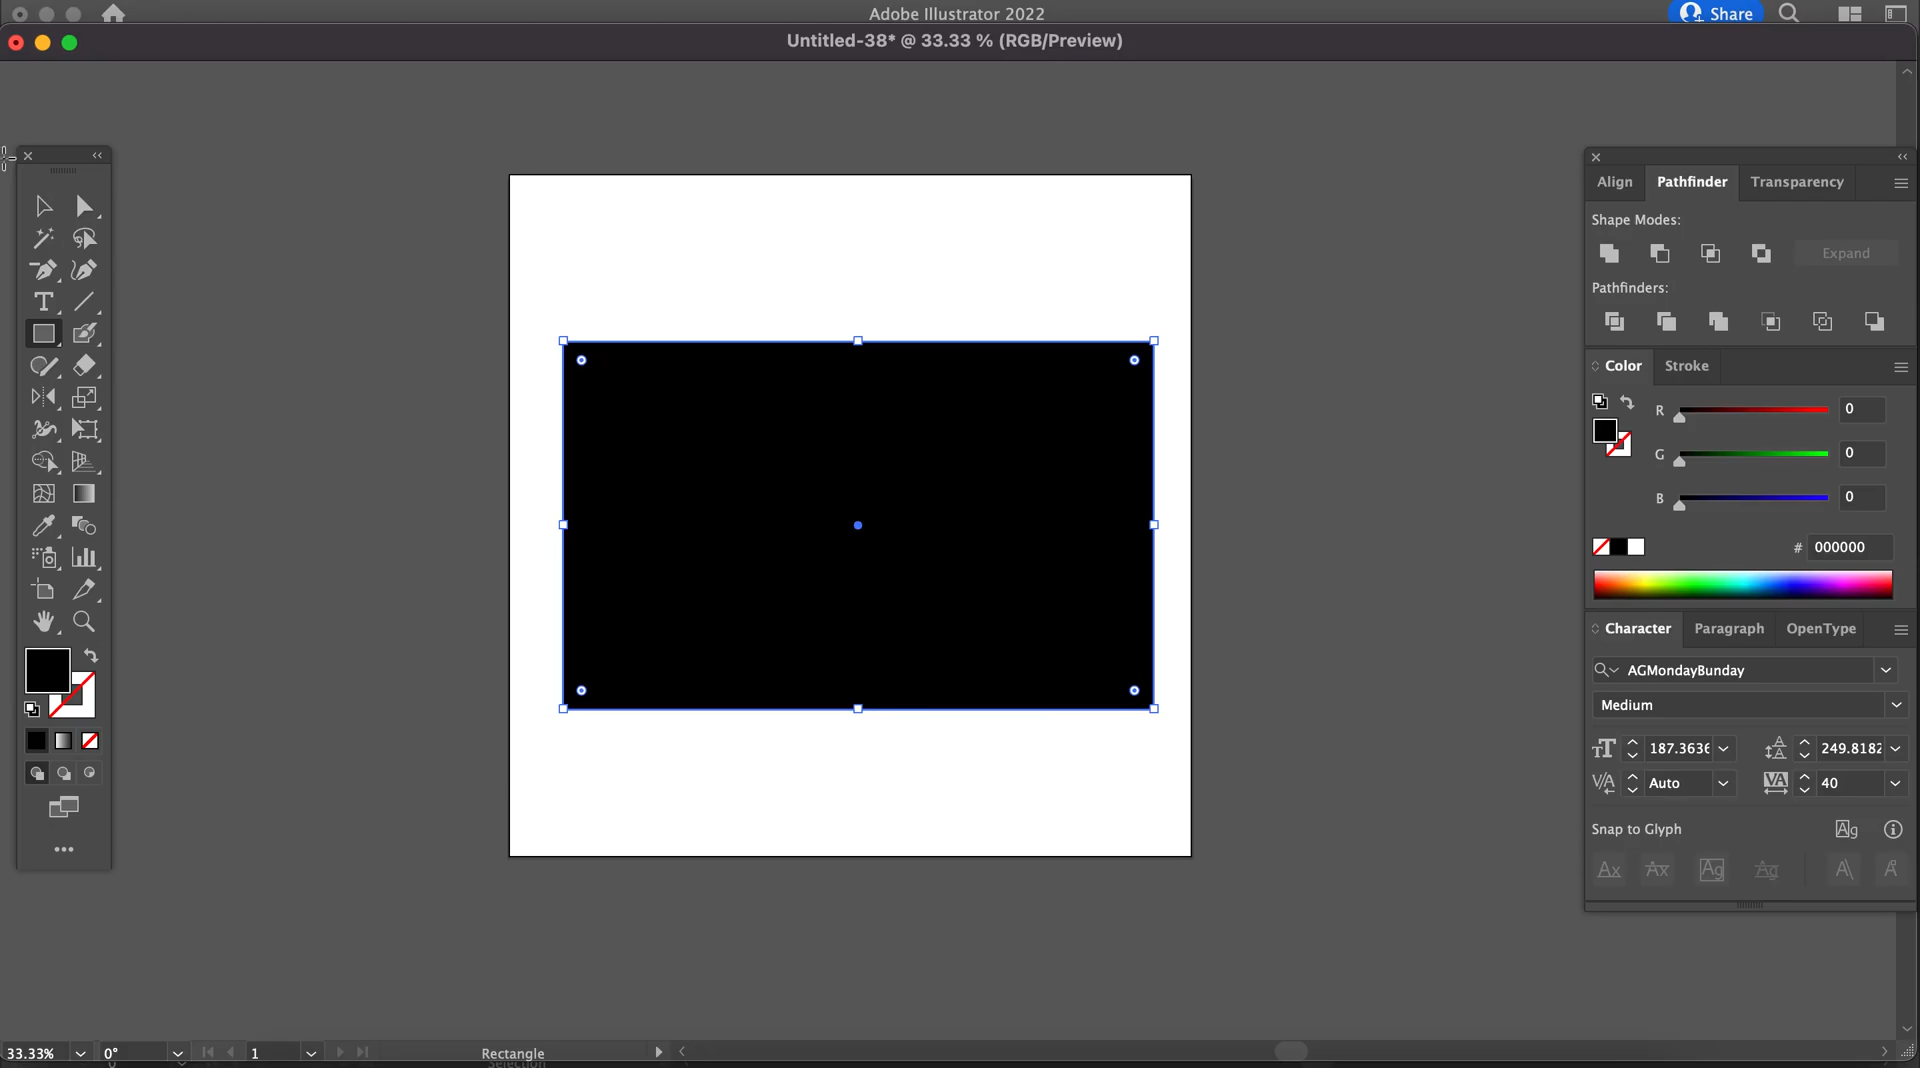 Adobe Illustrator 2022
Share
Untitled-38* @ 33.33 % (RGB/Preview)
Align Pathfinder Transparency
Shape Modes:
Expand
Pathfinders:
Color Stroke
R 0
G 0
B 0
# 000000
Character Paragraph OpenType
AGMondayBunday
Medium
187.3636 249.8182
Auto 40
Snap to Glyph
33.33% 0° 1 Rectangle
Selection